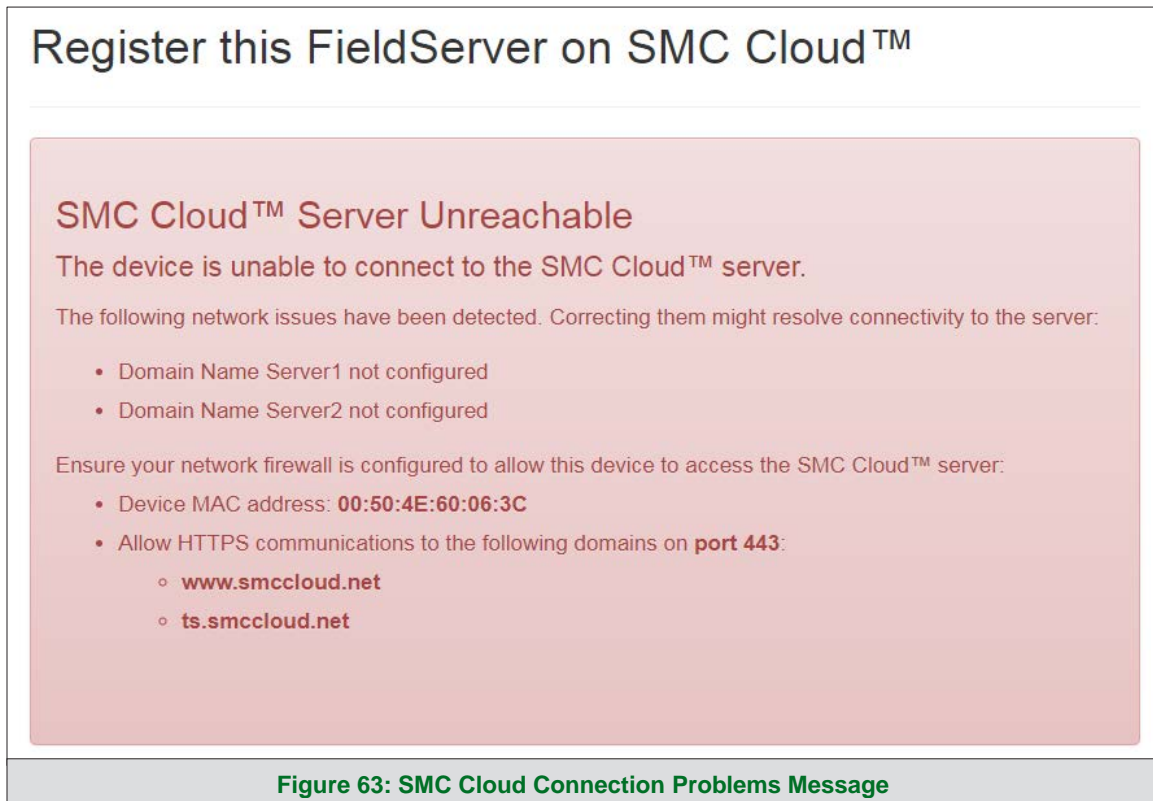 Register this FieldServer on SMC Cloud™
SMC Cloud™ Server Unreachable
The device is unable to connect to the SMC Cloud™ server.
The following network issues have been detected. Correcting them might resolve connectivity to the server:
• Domain Name Server1 not configured
• Domain Name Server2 not configured
Ensure your network firewall is configured to allow this device to access the SMC Cloud™ server:
• Device MAC address: 00:50:4E:60:06:3C
• Allow HTTPS communications to the following domains on port 443:
◦ www.smccloud.net
◦ ts.smccloud.net
Figure 63: SMC Cloud Connection Problems Message